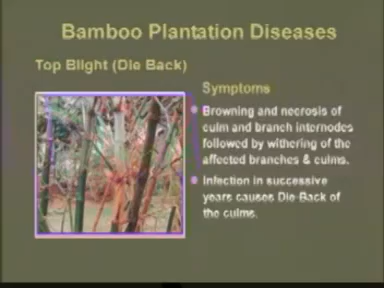 Bamboo Plantation Diseases
Top Blight (Die Back)
Symptoms
Browning and necrosis of
culm and branch internodes
followed by withering of the
affected branches & culms.
Infection in successive
years causes Die-Back of
the culms.